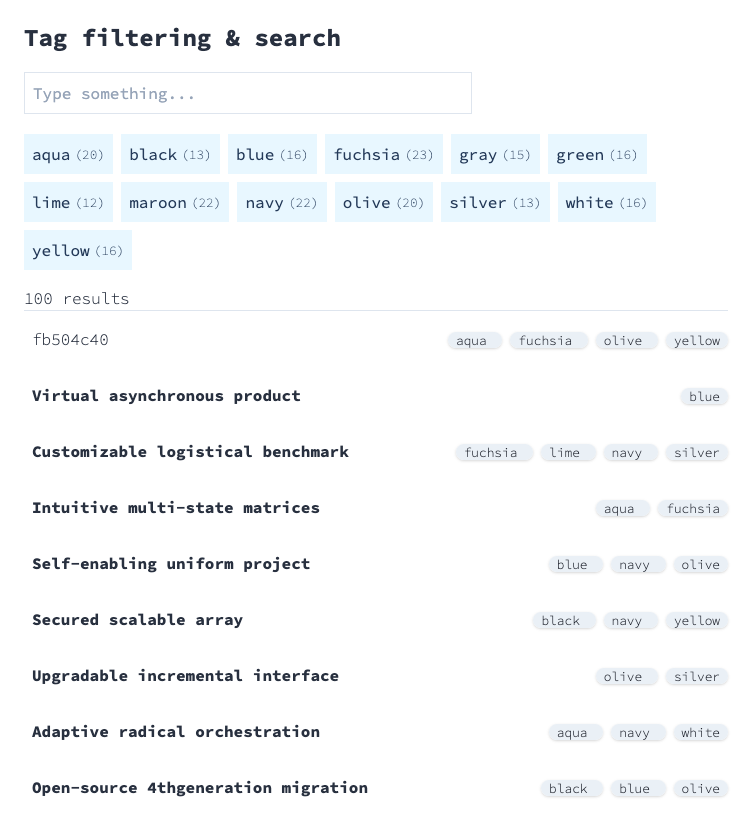 Tag filtering & search
Type something...
aqua (20) black (13) blue (16) fuchsia (23) gray (15) green (16)
lime (12) maroon (22) navy (22) olive (20) silver (13) white (16)
yellow (16)
100 results
fb504c40 aqua fuchsia olive yellow
Virtual asynchronous product blue
Customizable logistical benchmark fuchsia lime navy silver
Intuitive multi-state matrices aqua fuchsia
Self-enabling uniform project blue navy olive
Secured scalable array black navy yellow
Upgradable incremental interface olive silver
Adaptive radical orchestration aqua navy white
Open-source 4thgeneration migration black blue olive